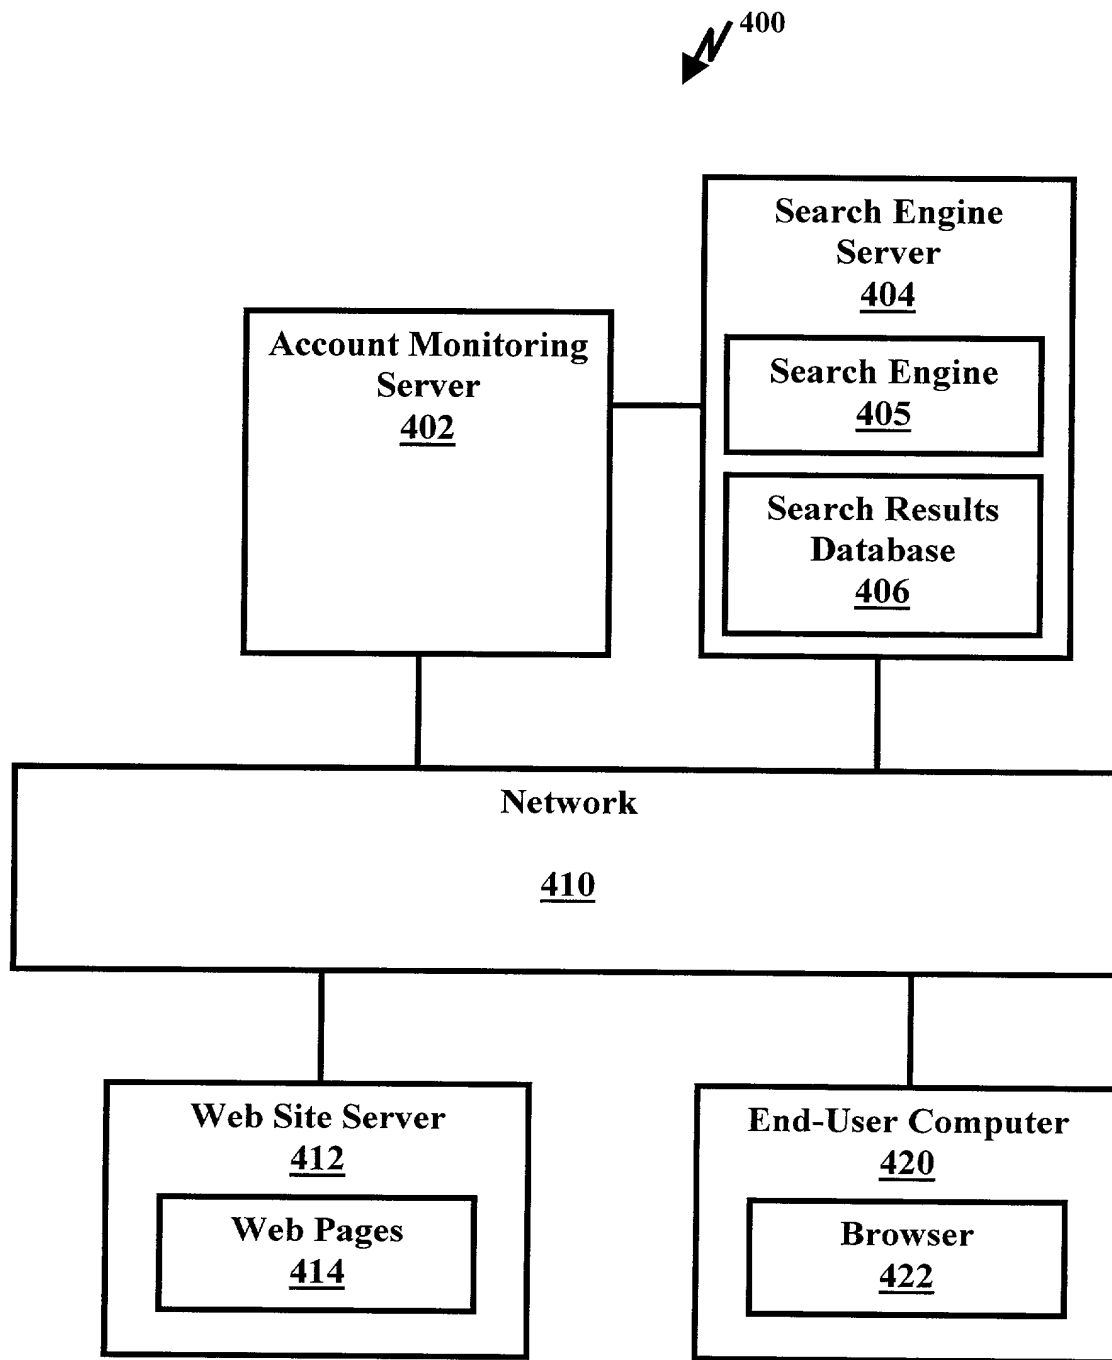 400
Search Engine
Server
404
Account Monitoring
Server
402
Search Engine
405
Search Results
Database
406
Network
410
Web Site Server
412
Web Pages
414
End-User Computer
420
Browser
422